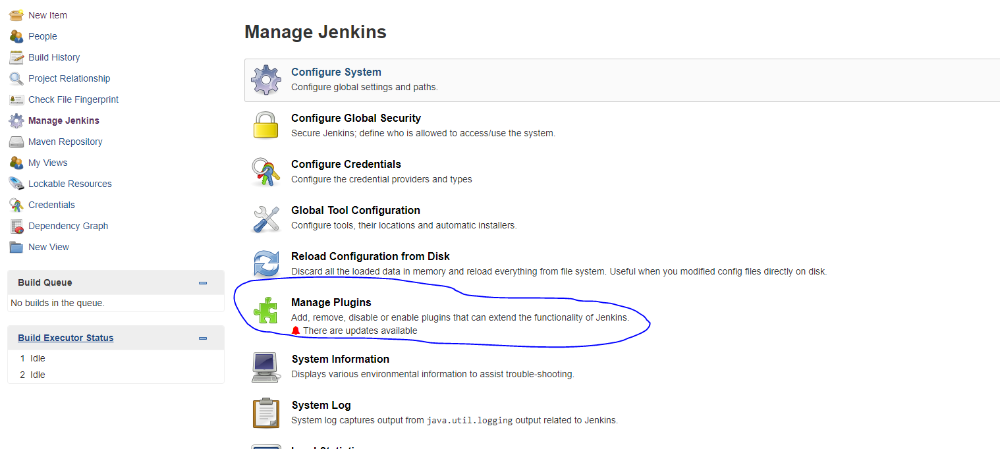 New Item
People
Build History
Project Relationship
Check File Fingerprint
Manage Jenkins
Maven Repository
My Views
Lockable Resources
Credentials
Dependency Graph
New View
Build Queue
No builds in the queue.
Build Executor Status
1 Idle
2 Idle
Manage Jenkins
Configure System
Configure global settings and paths.
Configure Global Security
Secure Jenkins; define who is allowed to access/use the system.
Configure Credentials
Configure the credential providers and types
Global Tool Configuration
Configure tools, their locations and automatic installers.
Reload Configuration from Disk
Discard all the loaded data in memory and reload everything from file system. Useful when you modified config files directly on disk.
Manage Plugins
Add, remove, disable or enable plugins that can extend the functionality of Jenkins.
There are updates available
System Information
Displays various environmental information to assist trouble-shooting.
System Log
System log captures output from java.util.logging output related to Jenkins.